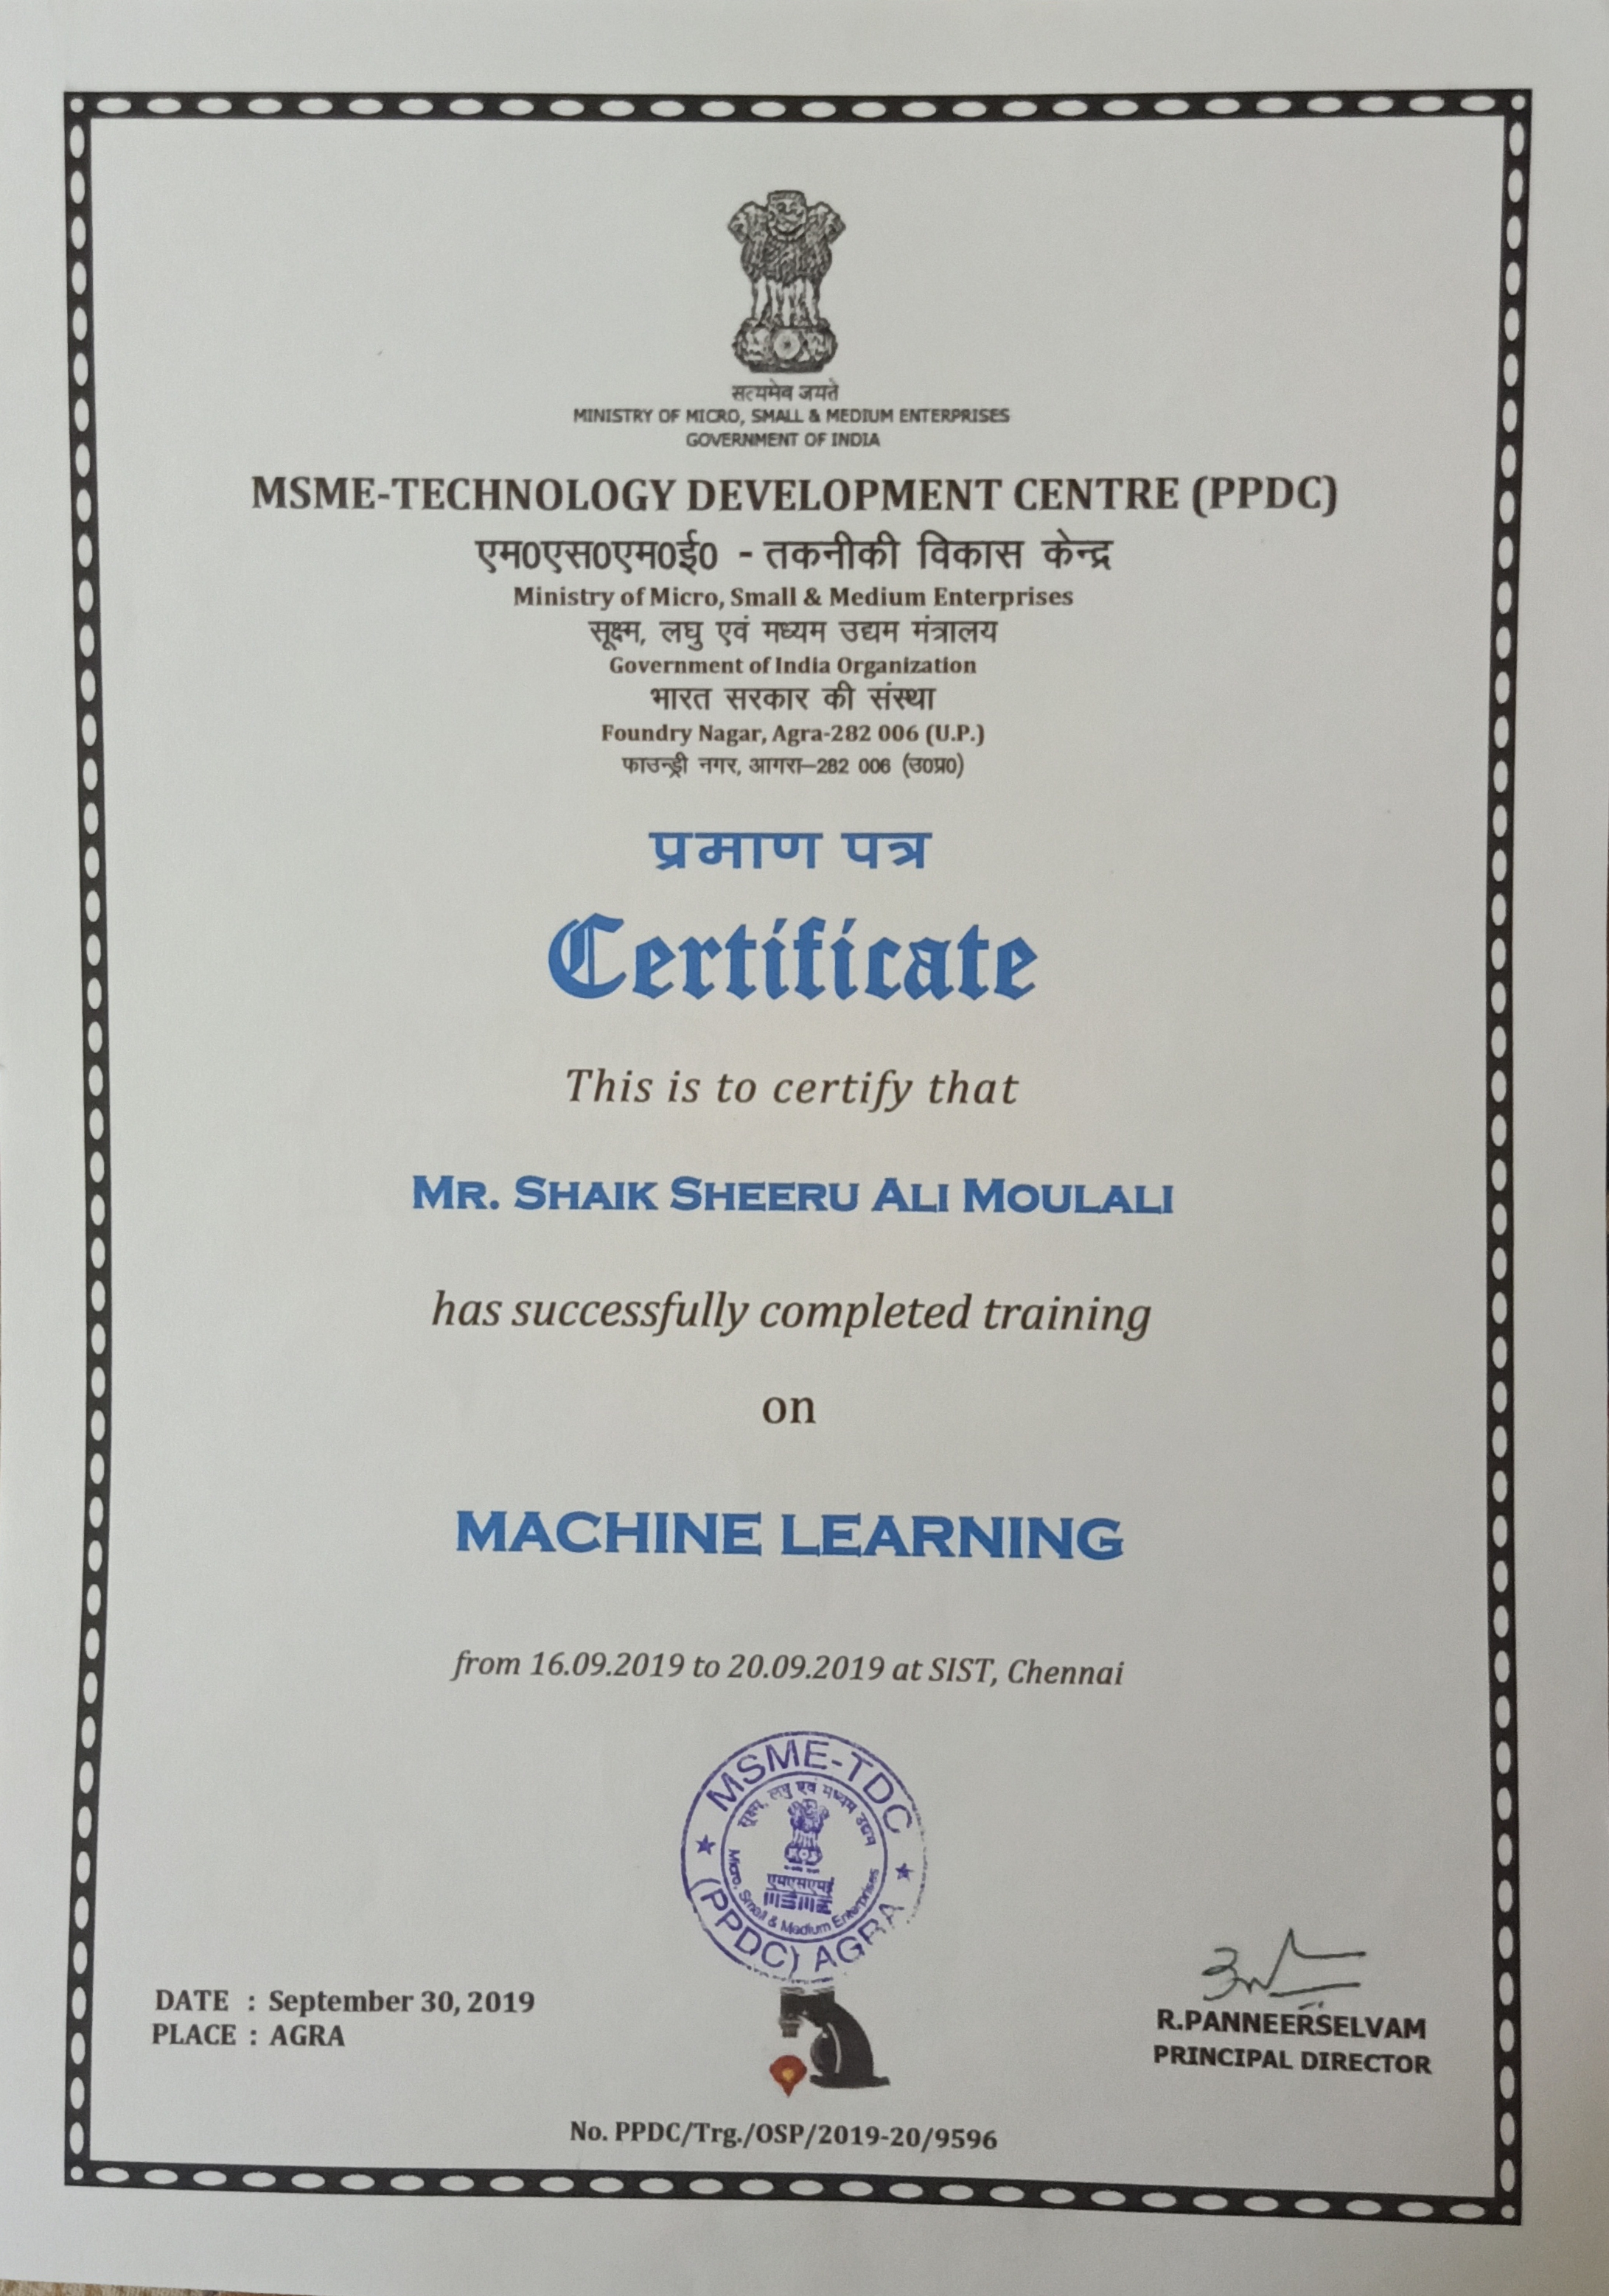 सत्यमेव जयते
MINISTRY OF MICRO, SMALL & MEDIUM ENTERPRISES
GOVERNMENT OF INDIA
MSME-TECHNOLOGY DEVELOPMENT CENTRE (PPDC)
एम0एस0एम0ई0 - तकनीकी विकास केन्द्र
Ministry of Micro, Small & Medium Enterprises
सूक्ष्म, लघु एवं मध्यम उद्यम मंत्रालय
Government of India Organization
भारत सरकार की संस्था
Foundry Nagar, Agra-282 006 (U.P.)
फाउन्ड्री नगर, आगरा–282 006 (उ0प्र0)
प्रमाण पत्र
Certificate
This is to certify that
MR. SHAIK SHEERU ALI MOULALI
has successfully completed training
on
MACHINE LEARNING
from 16.09.2019 to 20.09.2019 at SIST, Chennai
MSME-TDC
सूक्ष्म, लघु एवं मध्यम उद्यम
एमएसएमई
MSME
Micro, Small & Medium Enterprises
(PPDC) AGRA
DATE : September 30, 2019
PLACE : AGRA
R.PANNEERSELVAM
PRINCIPAL DIRECTOR
No. PPDC/Trg./OSP/2019-20/9596